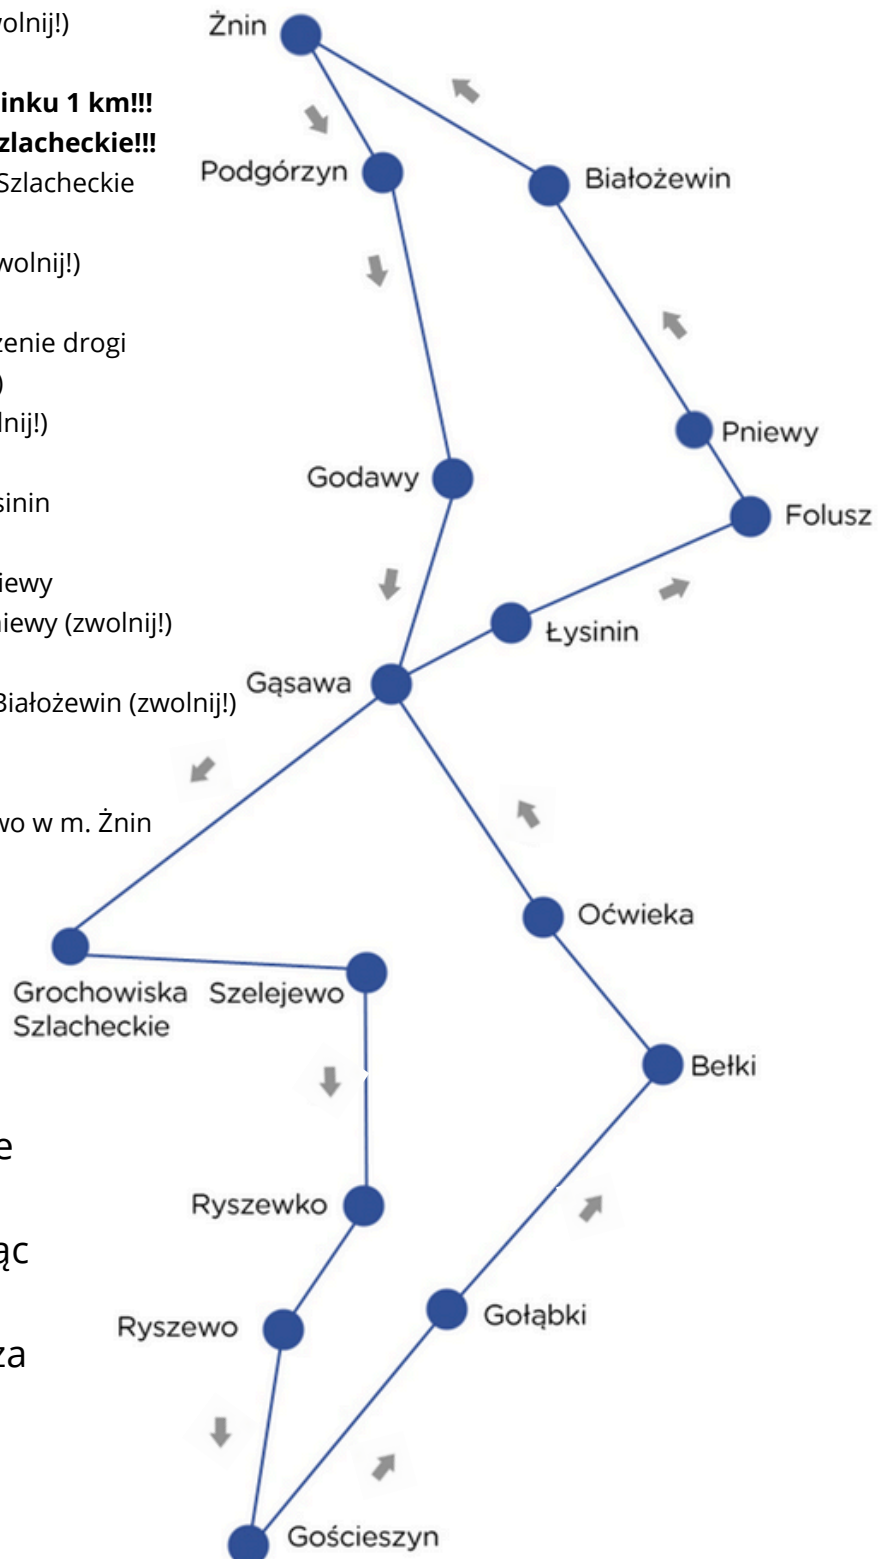 wolnij!)
inku 1 km!!!
zlacheckie!!!
Szlacheckie
wolnij!)
zenie drogi
)
lnij!)
sinin
iewy
niewy (zwolnij!)
Białożewin (zwolnij!)
wo w m. Żnin
e
ąc
za
Żnin
Podgórzyn
Białożewin
Godawy
Pniewy
Folusz
Łysinin
Gąsawa
Oćwieka
Grochowiska
Szlacheckie
Szelejewo
Bełki
Ryszewko
Ryszewo
Gołąbki
Gościeszyn